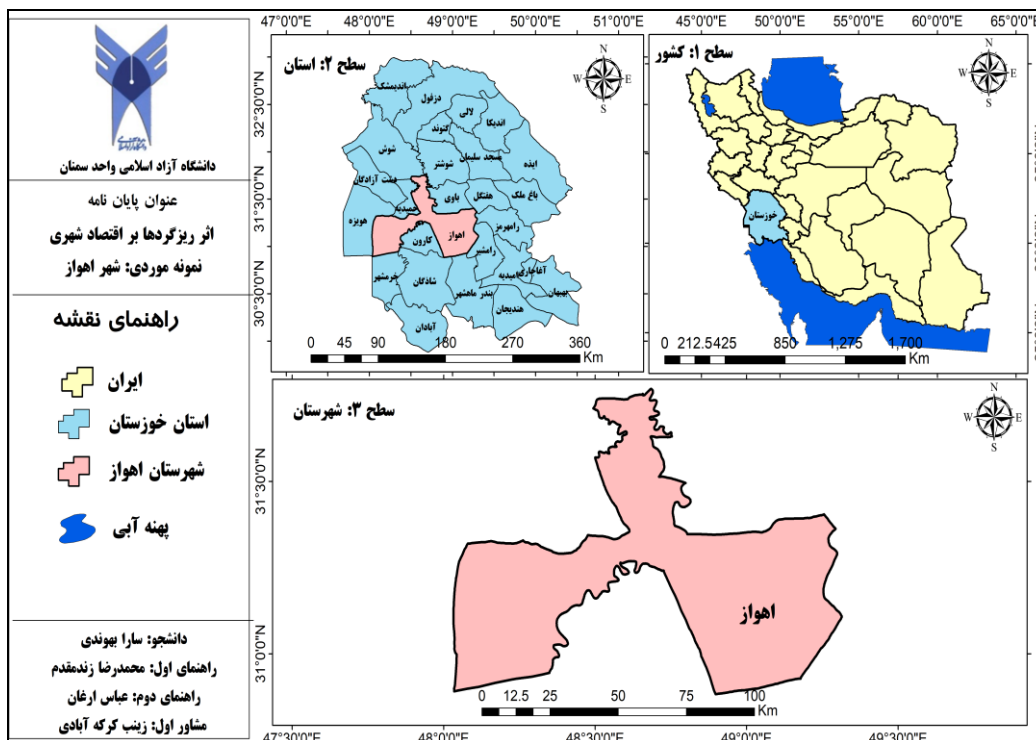 دانشگاه آزاد اسلامی واحد سمنان
عنوان پایان نامه
اثر ریزگردها بر اقتصاد شهری
نمونه موردی: شهر اهواز
راهنمای نقشه
ایران
استان خوزستان
شهرستان اهواز
پهنه آبی
دانشجو: سارا بهوندی
راهنمای اول: محمدرضا زندمقدم
راهنمای دوم: عباس ارغان
مشاور اول: زینب کرکه آبادی
47°0'0"E 48°0'0"E 49°0'0"E 50°0'0"E 51°0'0"E
سطح ۲: استان
N
W E
S
32°30'0"N
31°30'0"N
30°30'0"N
اندیمشک
دزفول
لالی
اندیکا
گتوند
شوش
شوشتر
مسجد سلیمان
ایذه
دشت آزادگان
باوی
هفتگل
باغ ملک
حمیدیه
هویزه
اهواز
رامهرمز
کارون
رامشیر
خرمشهر
شادگان
بندر ماهشهر
امیدیه
آغاجاری
بهبهان
هندیجان
آبادان
0 45 90 180 270 360
Km
45°0'0"E 50°0'0"E 55°0'0"E 60°0'0"E 65°0'0"E
سطح ۱: کشور
N
W E
S
خوزستان
0 212.5425 850 1,275 1,700
Km
سطح ۳: شهرستان
N
W E
S
31°30'0"N
31°0'0"N
اهواز
0 12.5 25 50 75 100
Km
47°30'0"E 48°0'0"E 48°30'0"E 49°0'0"E 49°30'0"E